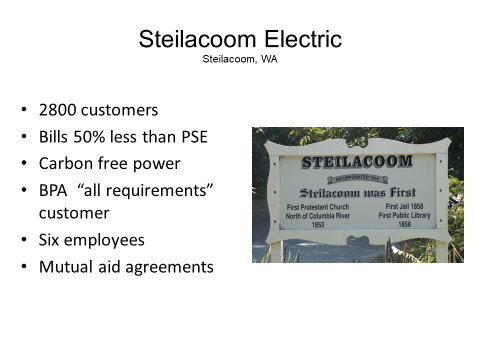 Steilacoom Electric
Steilacoom, WA
• 2800 customers
• Bills 50% less than PSE
• Carbon free power
• BPA “all requirements”
customer
• Six employees
• Mutual aid agreements
STEILACOOM
INCORPORATED 1854
Steilacoom was First
First Protestant Church
North of Columbia River
1853
First Jail 1858
First Public Library
1858